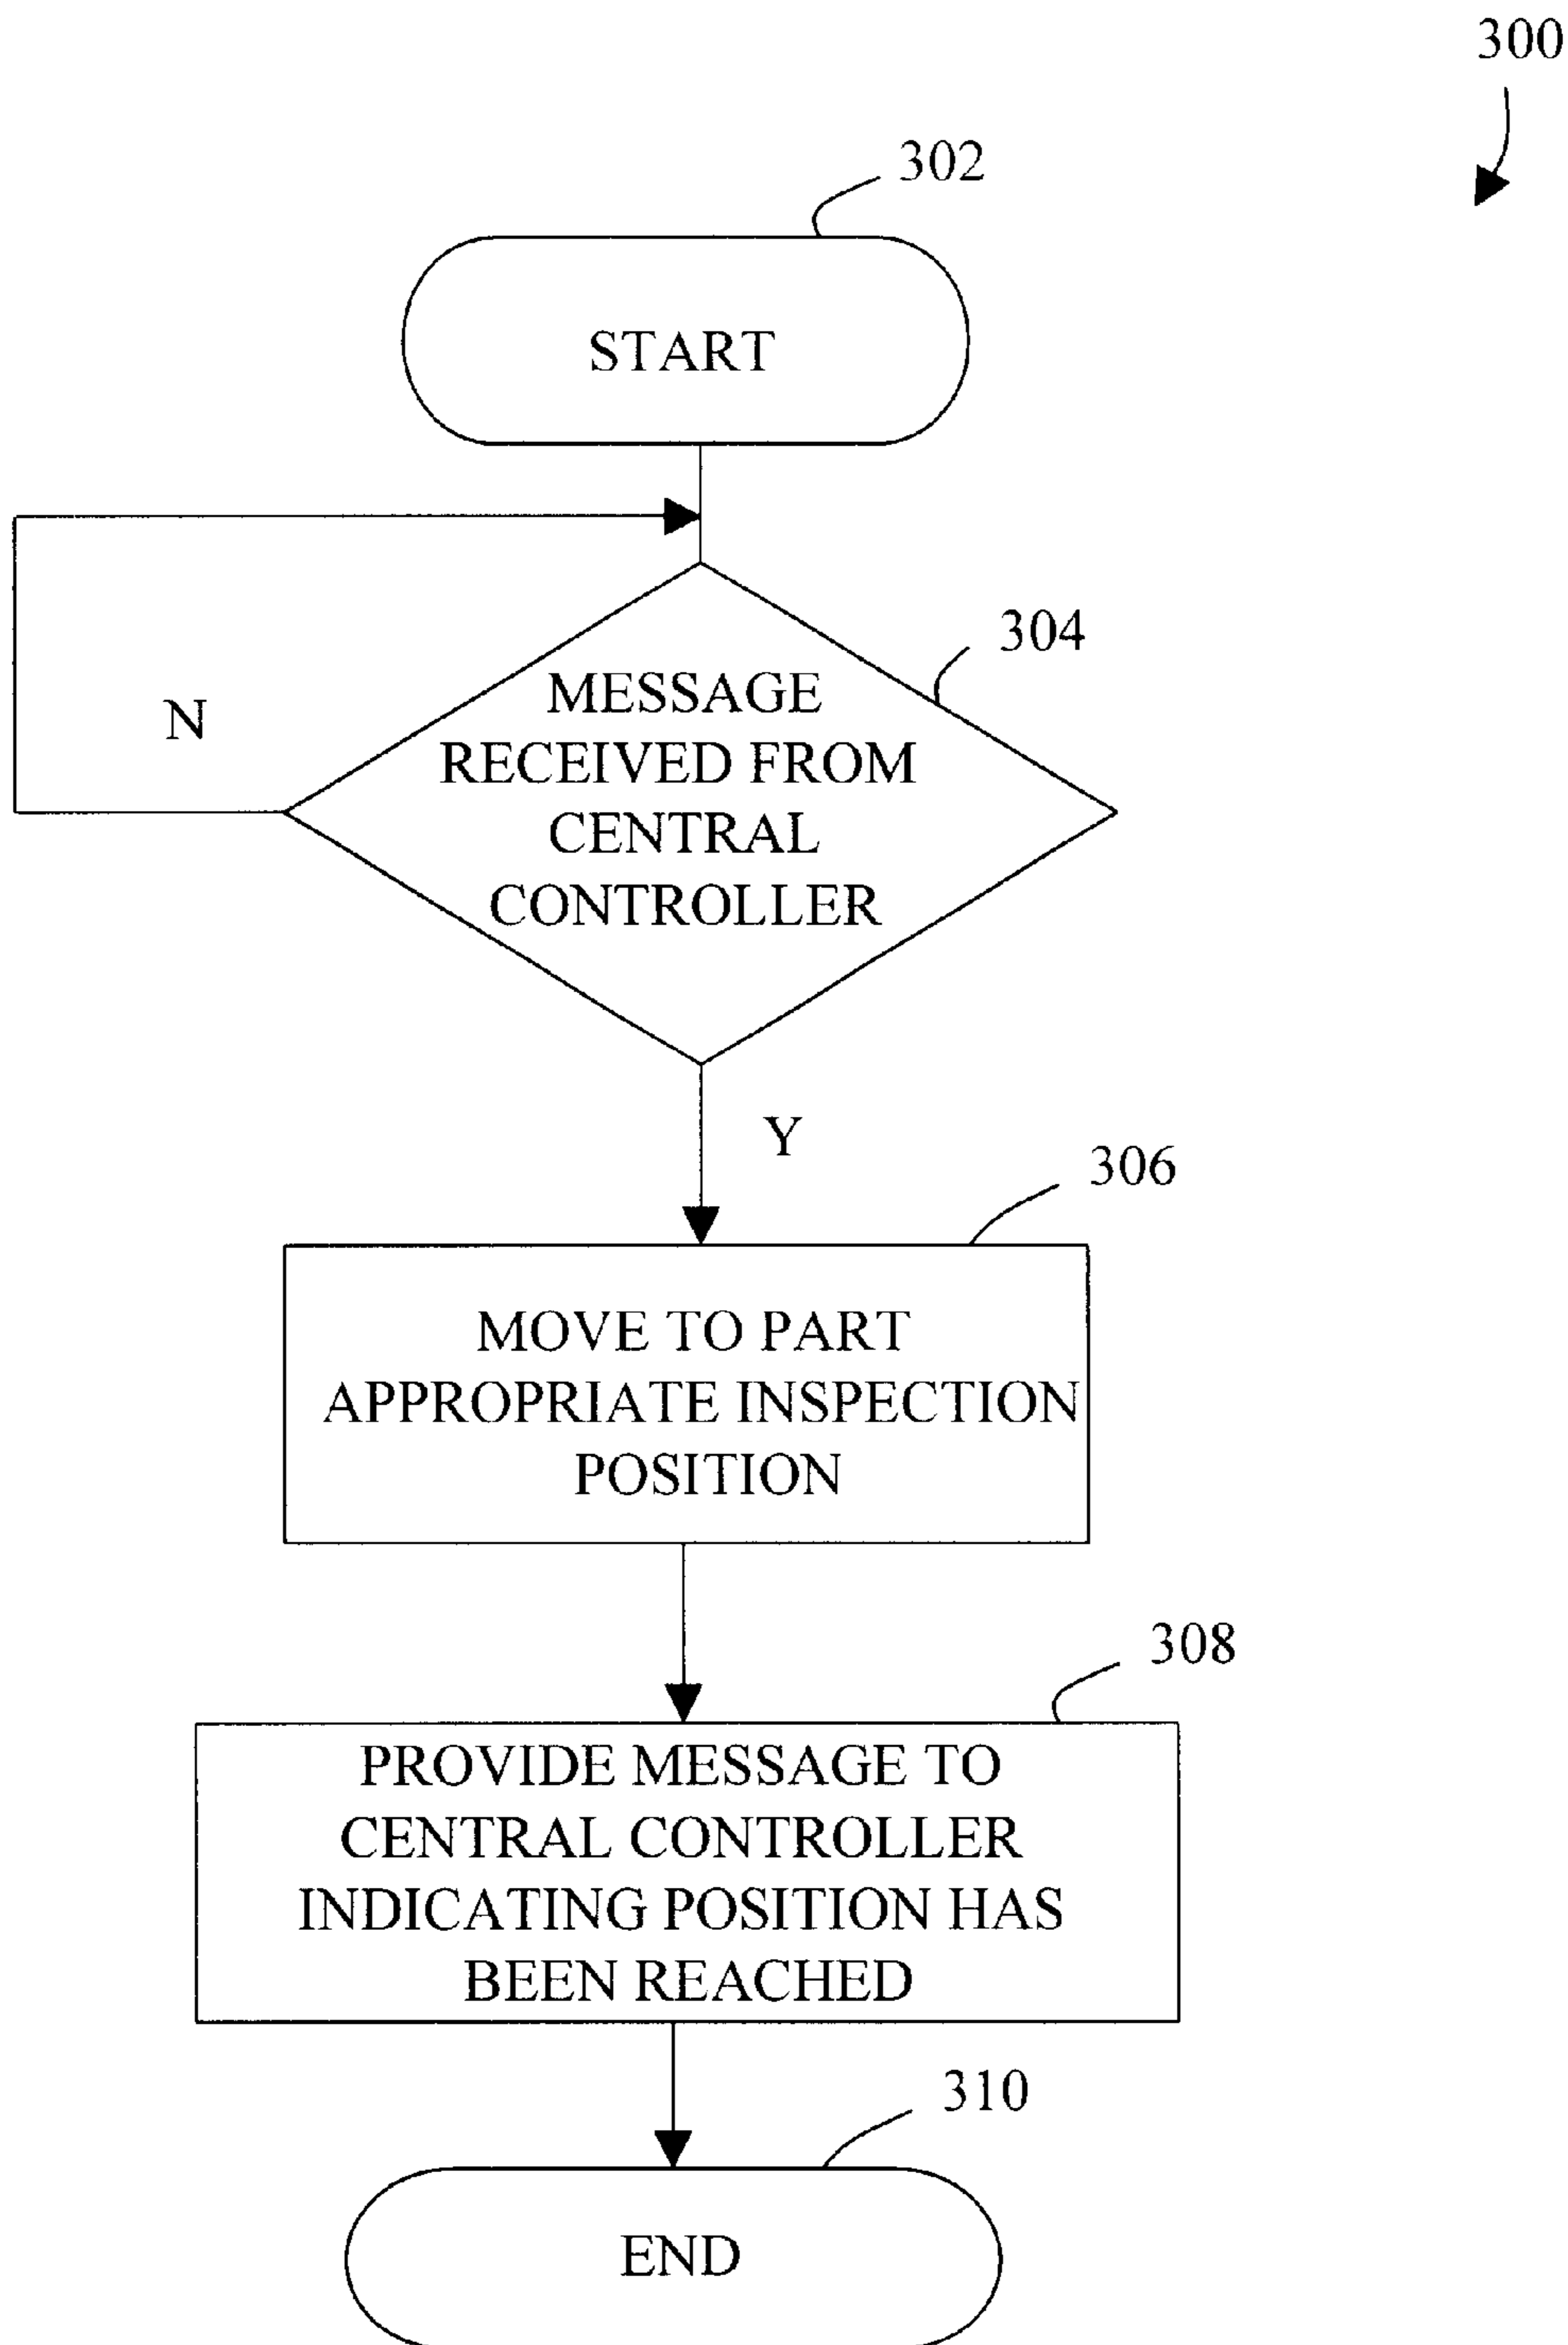 300
302
START
304
MESSAGE
RECEIVED FROM
CENTRAL
CONTROLLER
N
Y
306
MOVE TO PART
APPROPRIATE INSPECTION
POSITION
308
PROVIDE MESSAGE TO
CENTRAL CONTROLLER
INDICATING POSITION HAS
BEEN REACHED
310
END